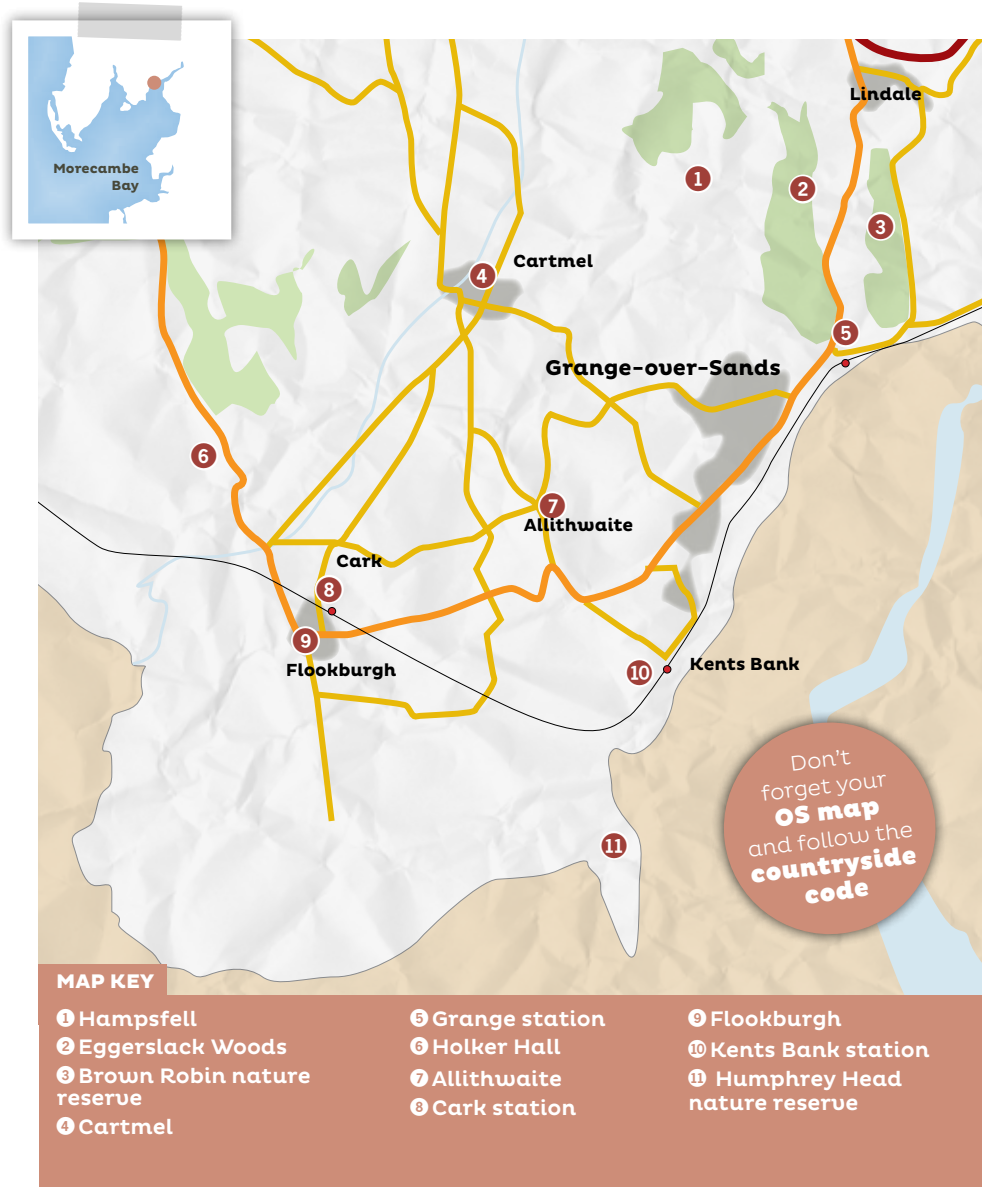 Morecambe
Bay
Lindale
1
2
3
4
Cartmel
5
Grange-over-Sands
6
7
Allithwaite
Cark
8
9
Flookburgh
10
Kents Bank
11
Don't
forget your
OS map
and follow the
countryside
code
MAP KEY
1 Hampsfell
2 Eggerslack Woods
3 Brown Robin nature
reserve
4 Cartmel
5 Grange station
6 Holker Hall
7 Allithwaite
8 Cark station
9 Flookburgh
10 Kents Bank station
11 Humphrey Head
nature reserve